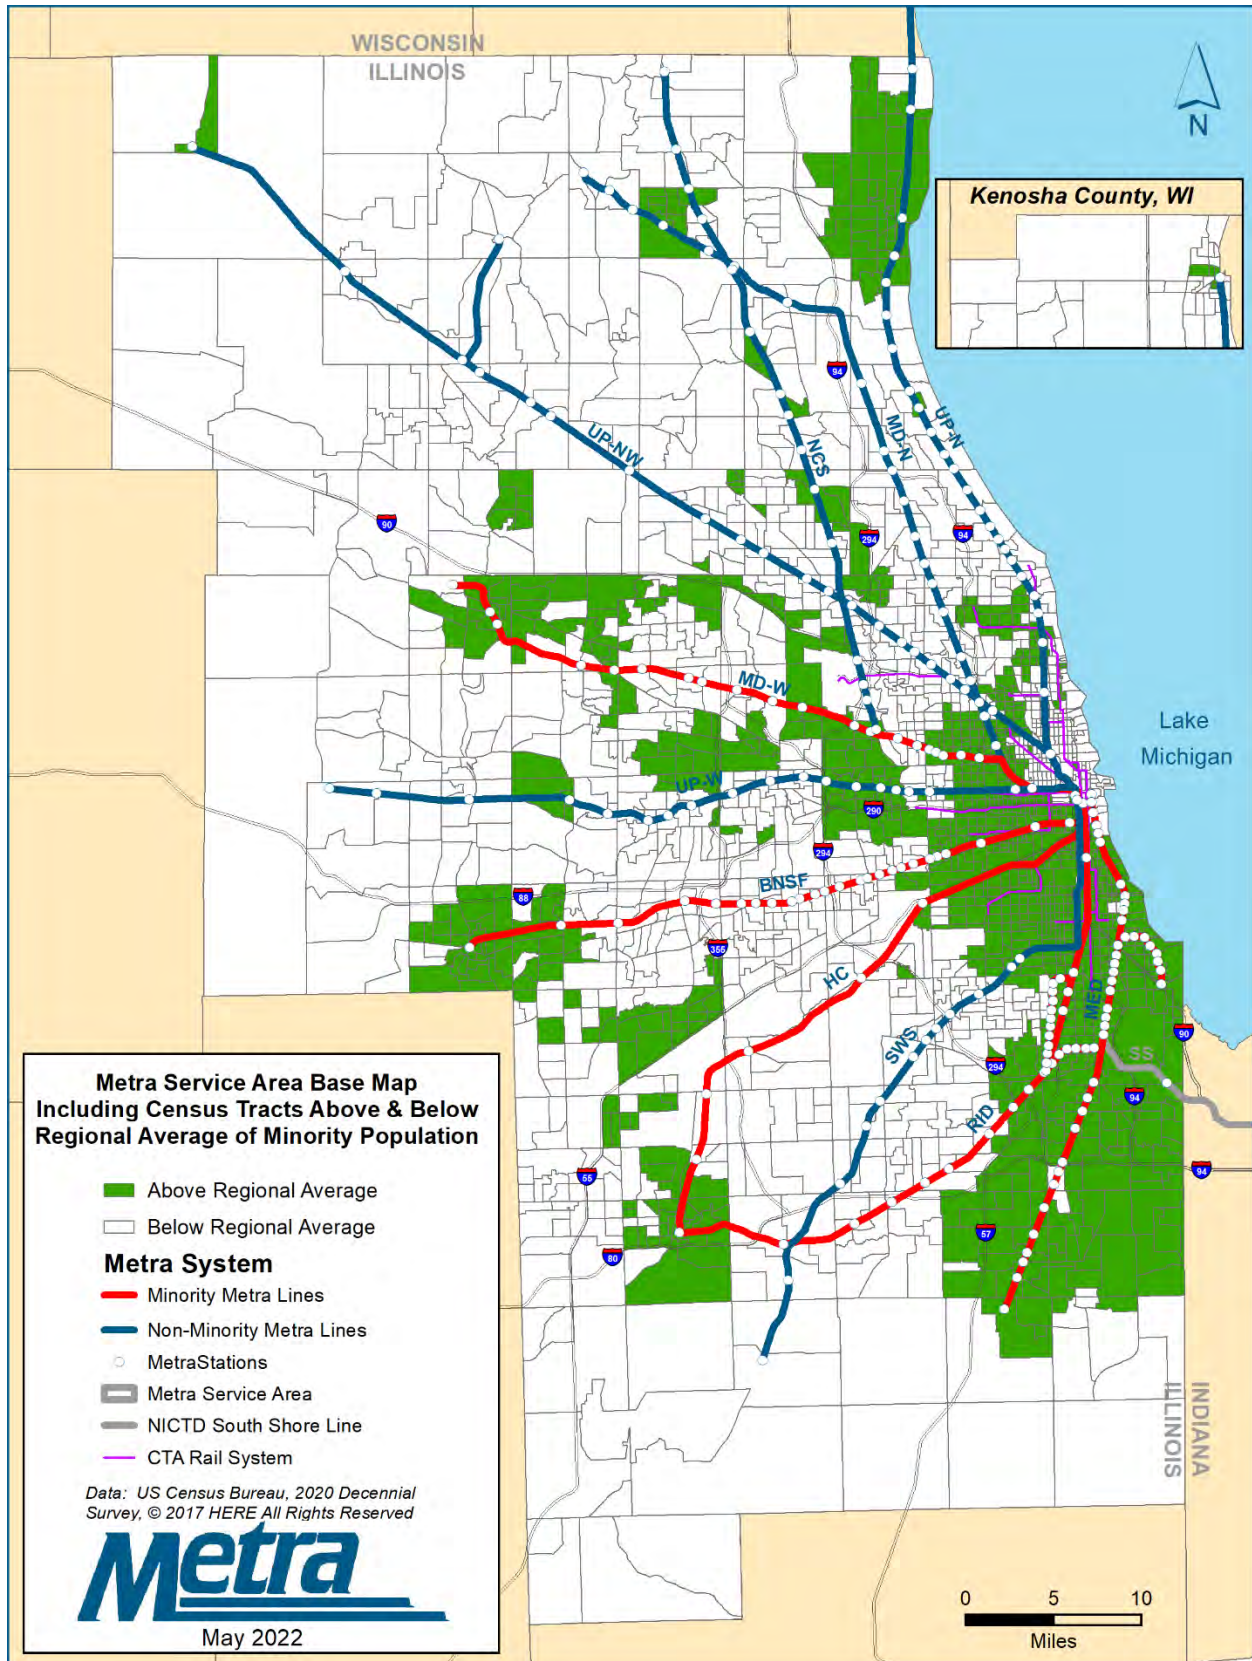 WISCONSIN
ILLINOIS
N
Kenosha County, WI
94
UP-NW
NCS
MD-N
UP-N
90
294
94
MD-W
Lake
Michigan
UP-W
290
294
BNSF
88
355
HC
SWS
MED
90
SS
294
94
RID
55
94
57
80
Metra Service Area Base Map
Including Census Tracts Above & Below
Regional Average of Minority Population
Above Regional Average
Below Regional Average
Metra System
Minority Metra Lines
Non-Minority Metra Lines
MetraStations
Metra Service Area
NICTD South Shore Line
CTA Rail System
Data: US Census Bureau, 2020 Decennial
Survey, © 2017 HERE All Rights Reserved
Metra
May 2022
INDIANA
ILLINOIS
0 5 10
Miles